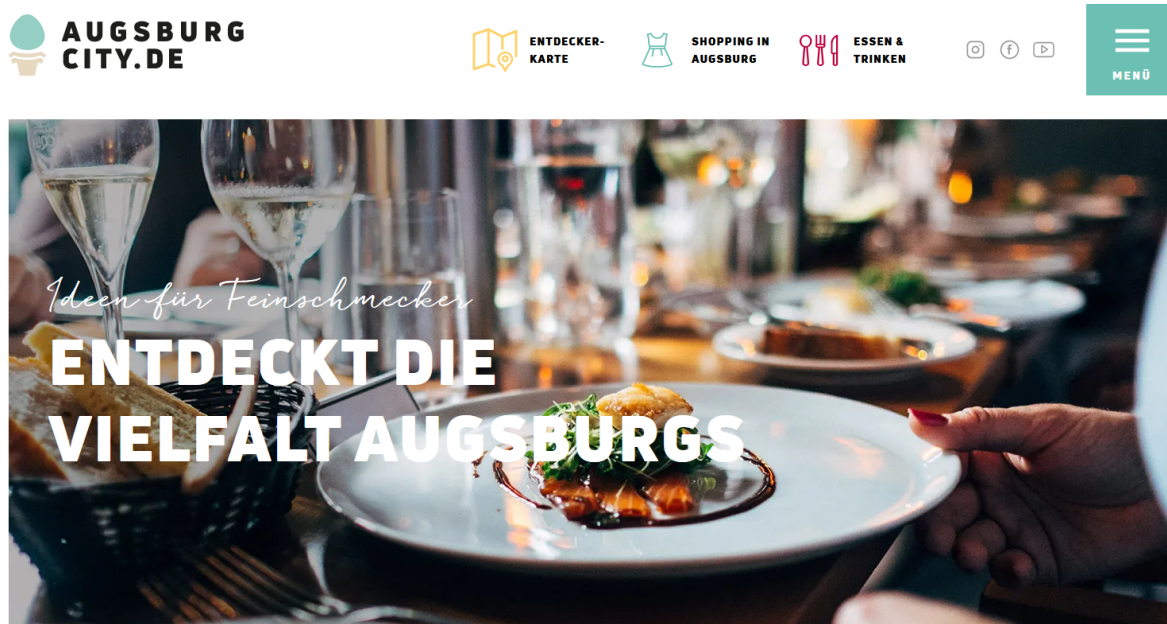 AUGSBURG
CITY.DE
ENTDECKER-
KARTE
SHOPPING IN
AUGSBURG
ESSEN &
TRINKEN
MENÜ
Ideen für Feinschmecker
ENTDECKT DIE
VIELFALT AUGSBURGS